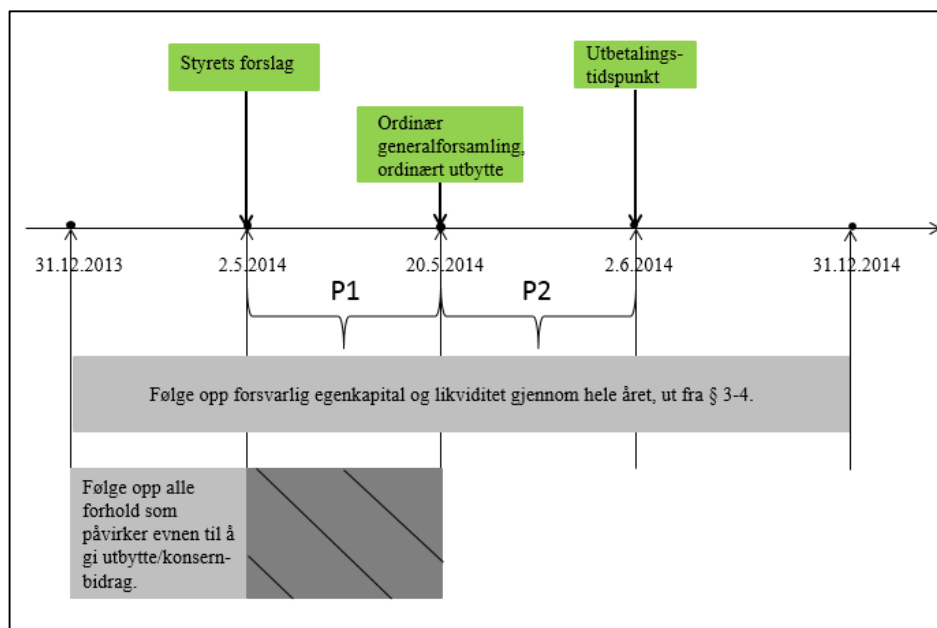 Styrets forslag
Utbetalings-
tidspunkt
Ordinær
generalforsamling,
ordinært utbytte
31.12.2013
2.5.2014
20.5.2014
2.6.2014
31.12.2014
P1
P2
Følge opp forsvarlig egenkapital og likviditet gjennom hele året, ut fra § 3-4.
Følge opp alle
forhold som
påvirker evnen til å
gi utbytte/konsern-
bidrag.